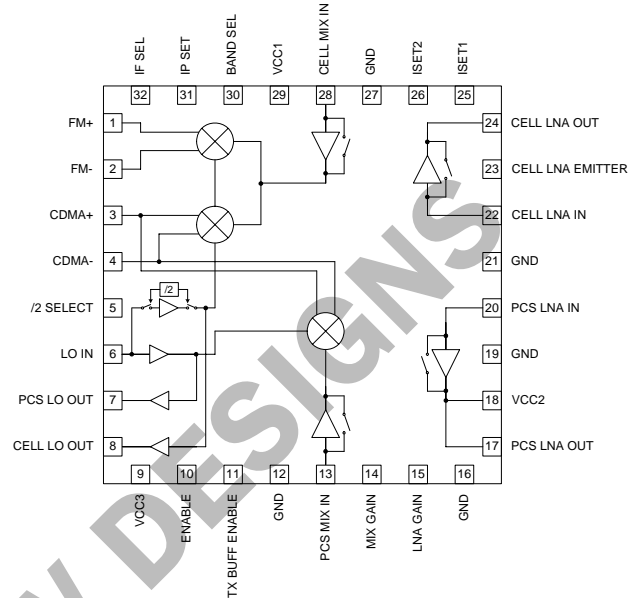 IF SEL
IP SET
BAND SEL
VCC1
CELL MIX IN
GND
ISET2
ISET1
32
31
30
29
28
27
26
25
FM+ 1
24 CELL LNA OUT
FM- 2
23 CELL LNA EMITTER
CDMA+ 3
22 CELL LNA IN
CDMA- 4
21 GND
/2
/2 SELECT 5
20 PCS LNA IN
LO IN 6
19 GND
PCS LO OUT 7
18 VCC2
CELL LO OUT 8
17 PCS LNA OUT
9
10
11
12
13
14
15
16
VCC3
ENABLE
TX BUFF ENABLE
GND
PCS MIX IN
MIX GAIN
LNA GAIN
GND
DESIGNS